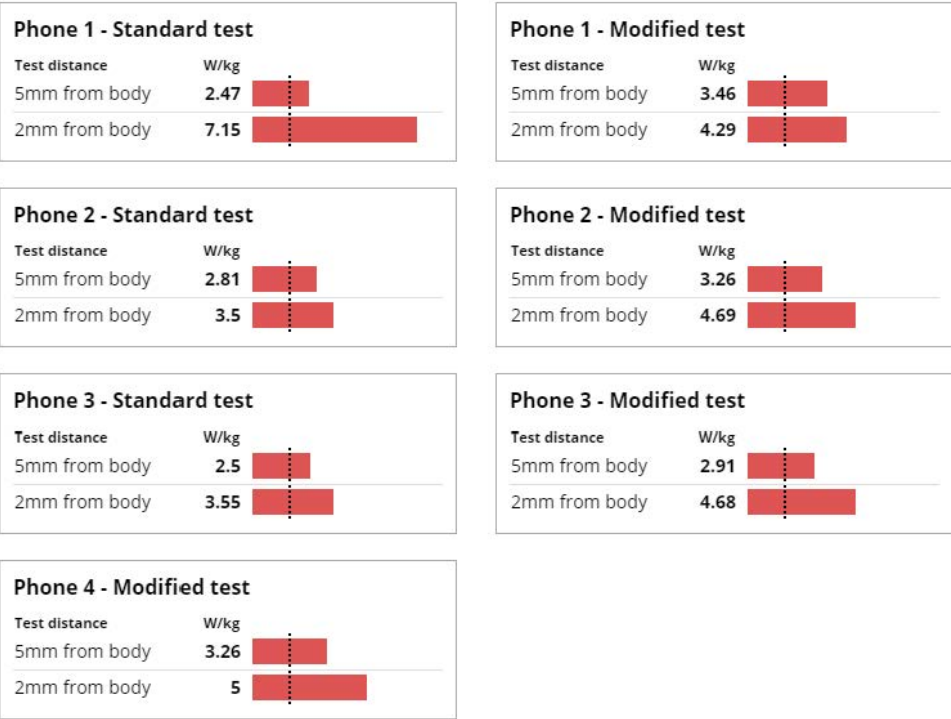 Phone 1 - Standard test
Test distance W/kg
5mm from body 2.47
2mm from body 7.15
Phone 1 - Modified test
Test distance W/kg
5mm from body 3.46
2mm from body 4.29
Phone 2 - Standard test
Test distance W/kg
5mm from body 2.81
2mm from body 3.5
Phone 2 - Modified test
Test distance W/kg
5mm from body 3.26
2mm from body 4.69
Phone 3 - Standard test
Test distance W/kg
5mm from body 2.5
2mm from body 3.55
Phone 3 - Modified test
Test distance W/kg
5mm from body 2.91
2mm from body 4.68
Phone 4 - Modified test
Test distance W/kg
5mm from body 3.26
2mm from body 5